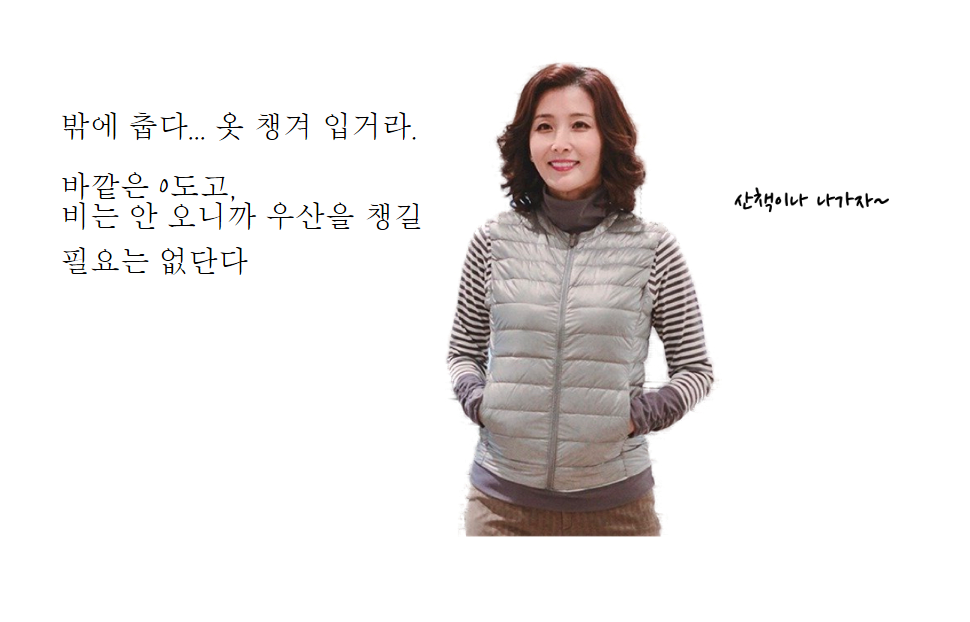 밖에 춥다... 옷 챙겨 입거라.
바깥은 0도고,
비는 안 오니까 우산을 챙길
필요는 없단다
산책이나 나가자~